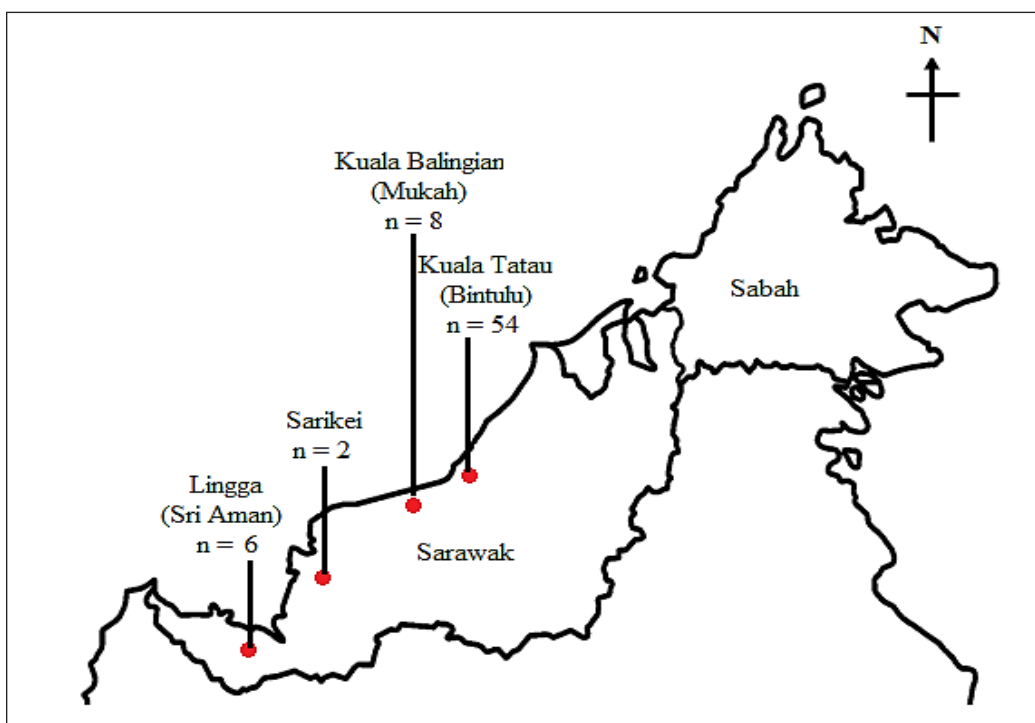 N
Kuala Balingian
(Mukah)
n = 8
Kuala Tatau
(Bintulu)
n = 54
Sabah
Sarikei
n = 2
Lingga
(Sri Aman)
n = 6
Sarawak